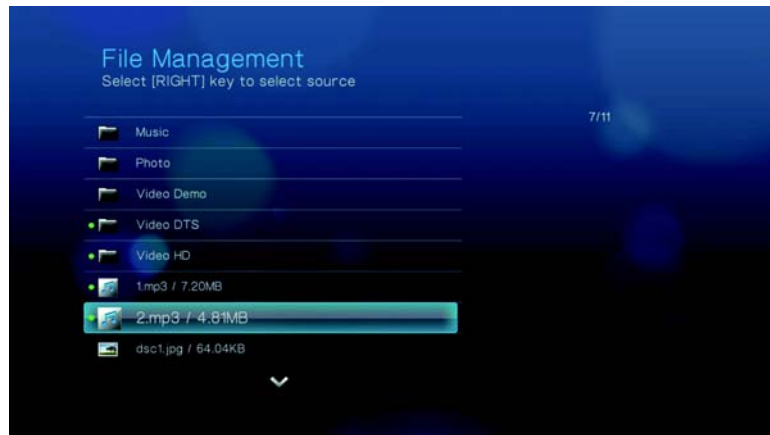 File Management
Select [RIGHT] key to select source
7/11
Music
Photo
Video Demo
Video DTS
Video HD
1.mp3 / 7.20MB
2.mp3 / 4.81MB
dsc1.jpg / 64.04KB